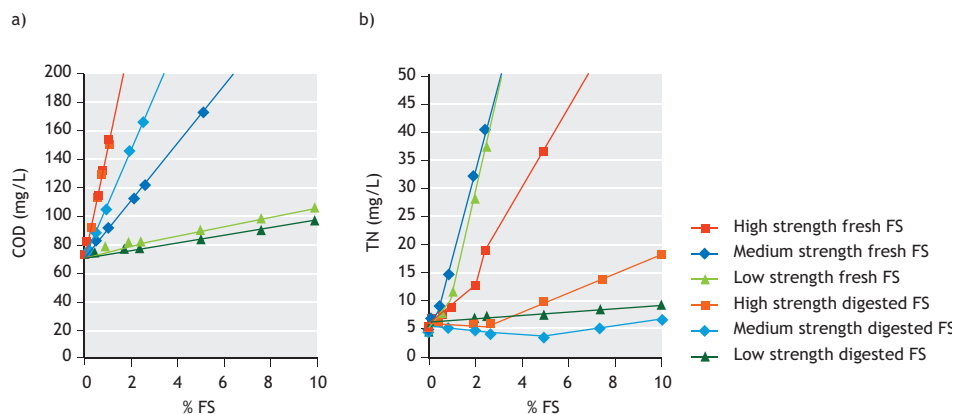 a)
b)
COD (mg/L)
200
180
160
140
120
100
80
60
40
20
0
0 2 4 6 8 10
% FS
TN (mg/L)
50
45
40
35
30
25
20
15
10
5
0
0 2 4 6 8 10
% FS
High strength fresh FS
Medium strength fresh FS
Low strength fresh FS
High strength digested FS
Medium strength digested FS
Low strength digested FS